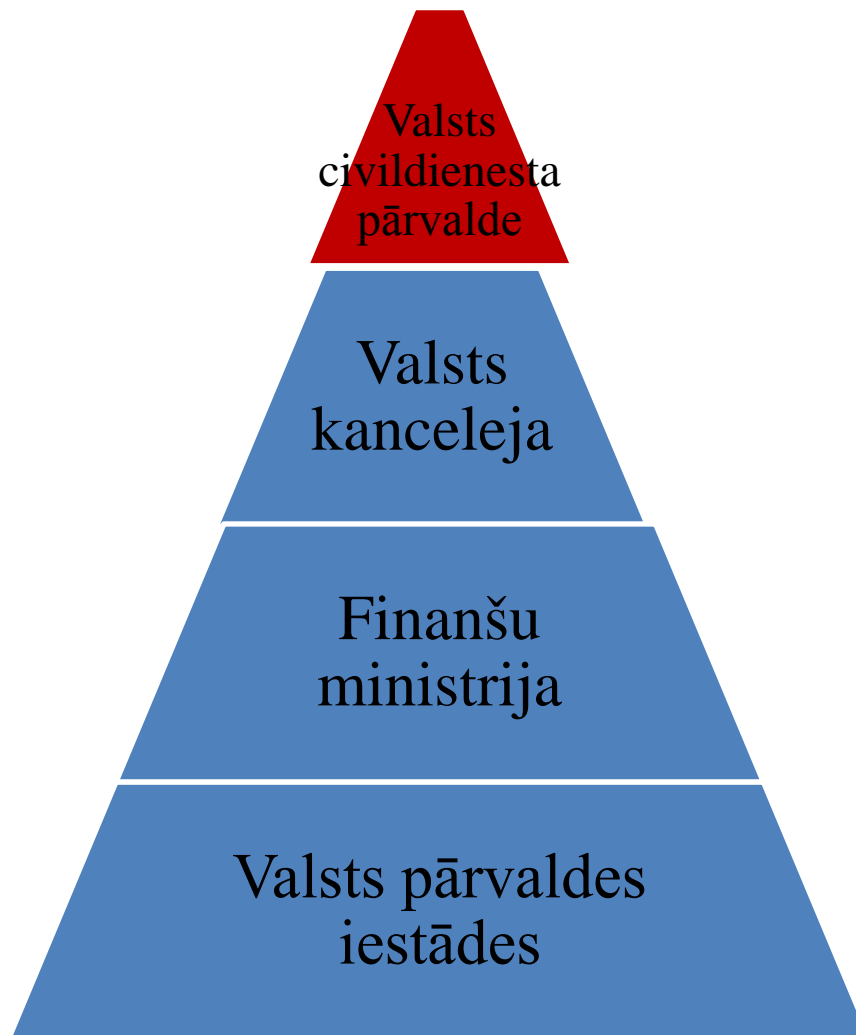 Valsts
civildienesta
pārvalde
Valsts
kanceleja
Finanšu
ministrija
Valsts pārvaldes
iestādes